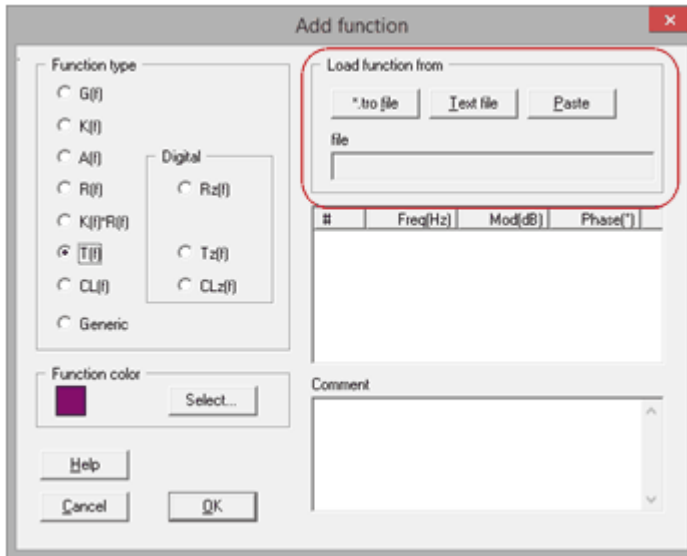 Add function
Function type
G(f)
K(f)
A(f)
R(f)
K(f)*R(f)
T(f)
CL(f)
Generic
Digital
Rz(f)
Tz(f)
CLz(f)
Function color
Select...
Help
Cancel
OK
Load function from
*.tro file
Text file
Paste
file
# Freq(Hz) Mod(dB) Phase(°)
Comment